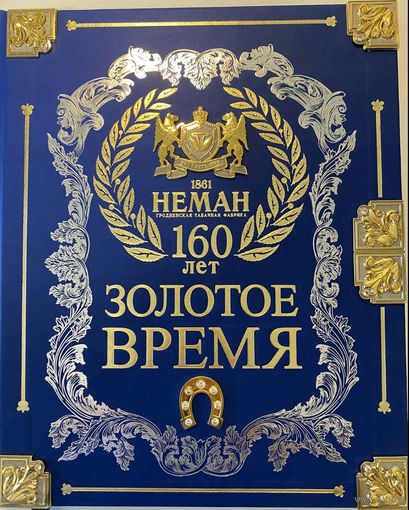 1861
НЕМАН
ГРОДНЕНСКАЯ ТАБАЧНАЯ ФАБРИКА
160
лет
ЗОЛОТОЕ
ВРЕМЯ